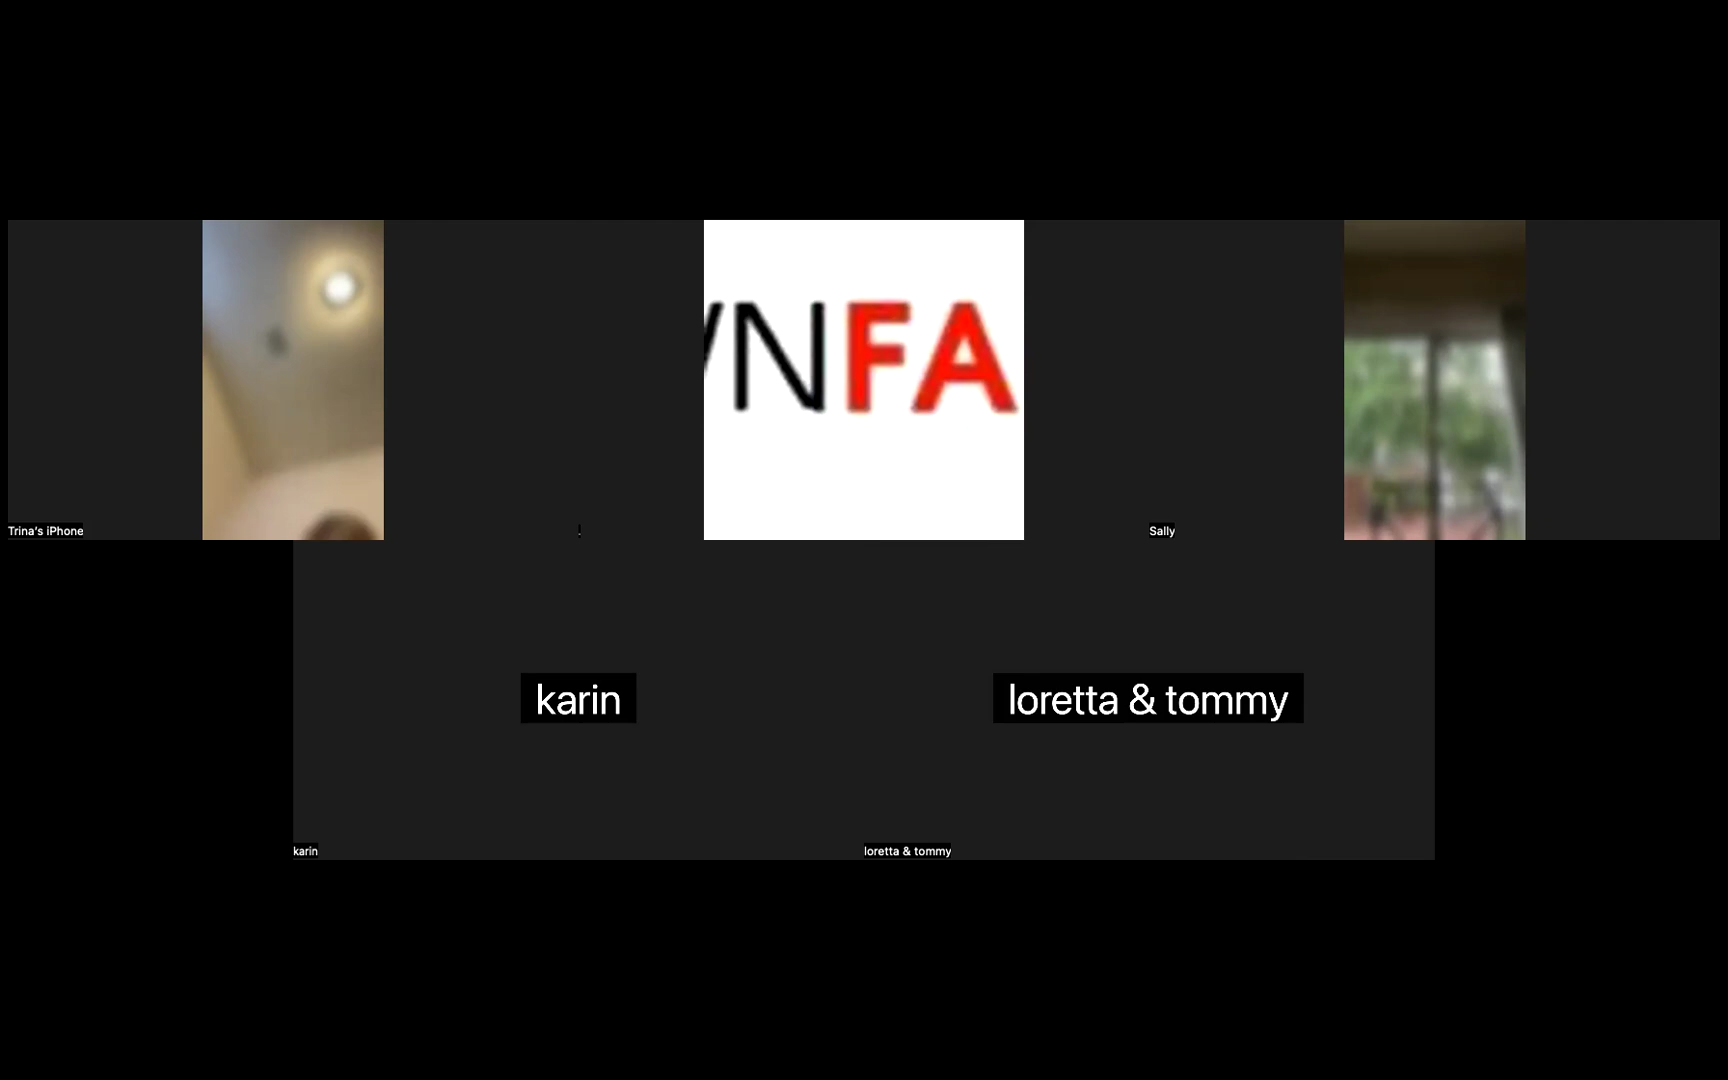 VNFA
Trina's iPhone
.
Sally
karin
loretta & tommy
karin
loretta & tommy